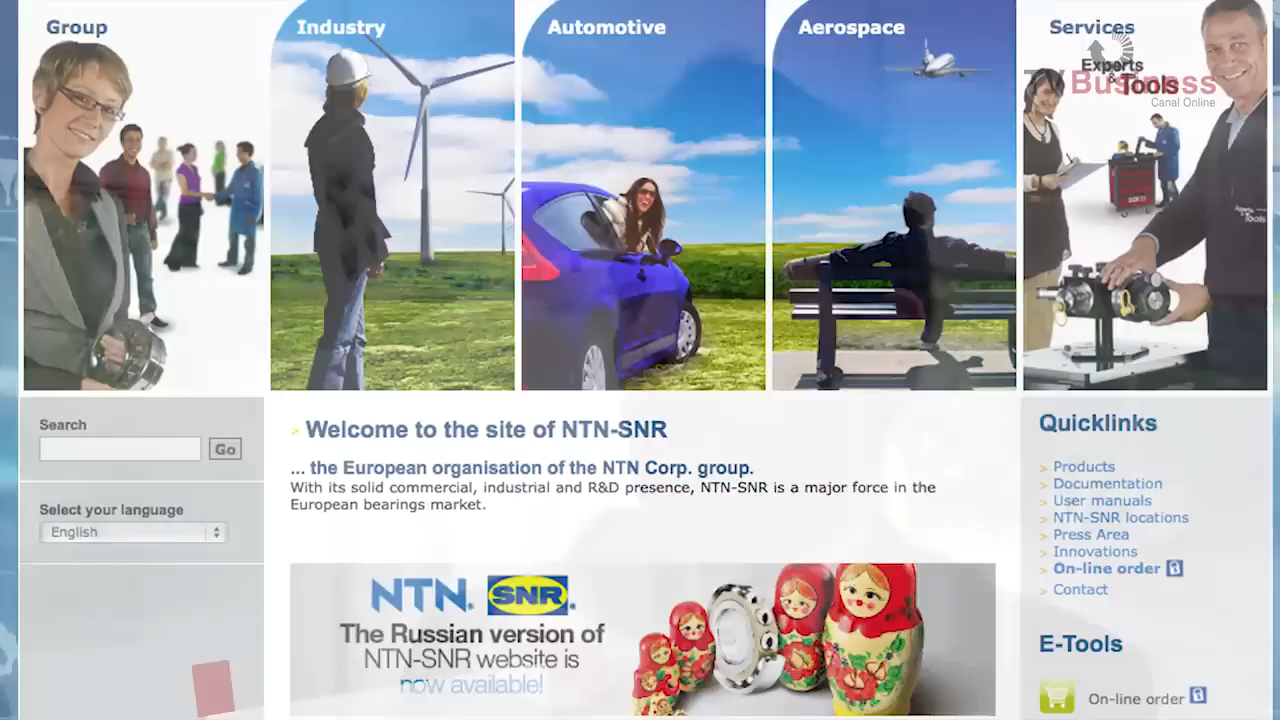 Group
Industry
Automotive
Aerospace
Services
Experts
& Tools
TV Business
Canal Online
Search
Go
Select your language
English
> Welcome to the site of NTN-SNR
... the European organisation of the NTN Corp. group.
With its solid commercial, industrial and R&D presence, NTN-SNR is a major force in the
European bearings market.
NTN. SNR.
The Russian version of
NTN-SNR website is
now available!
Quicklinks
> Products
> Documentation
> User manuals
> NTN-SNR locations
> Press Area
> Innovations
> On-line order
> Contact
E-Tools
On-line order